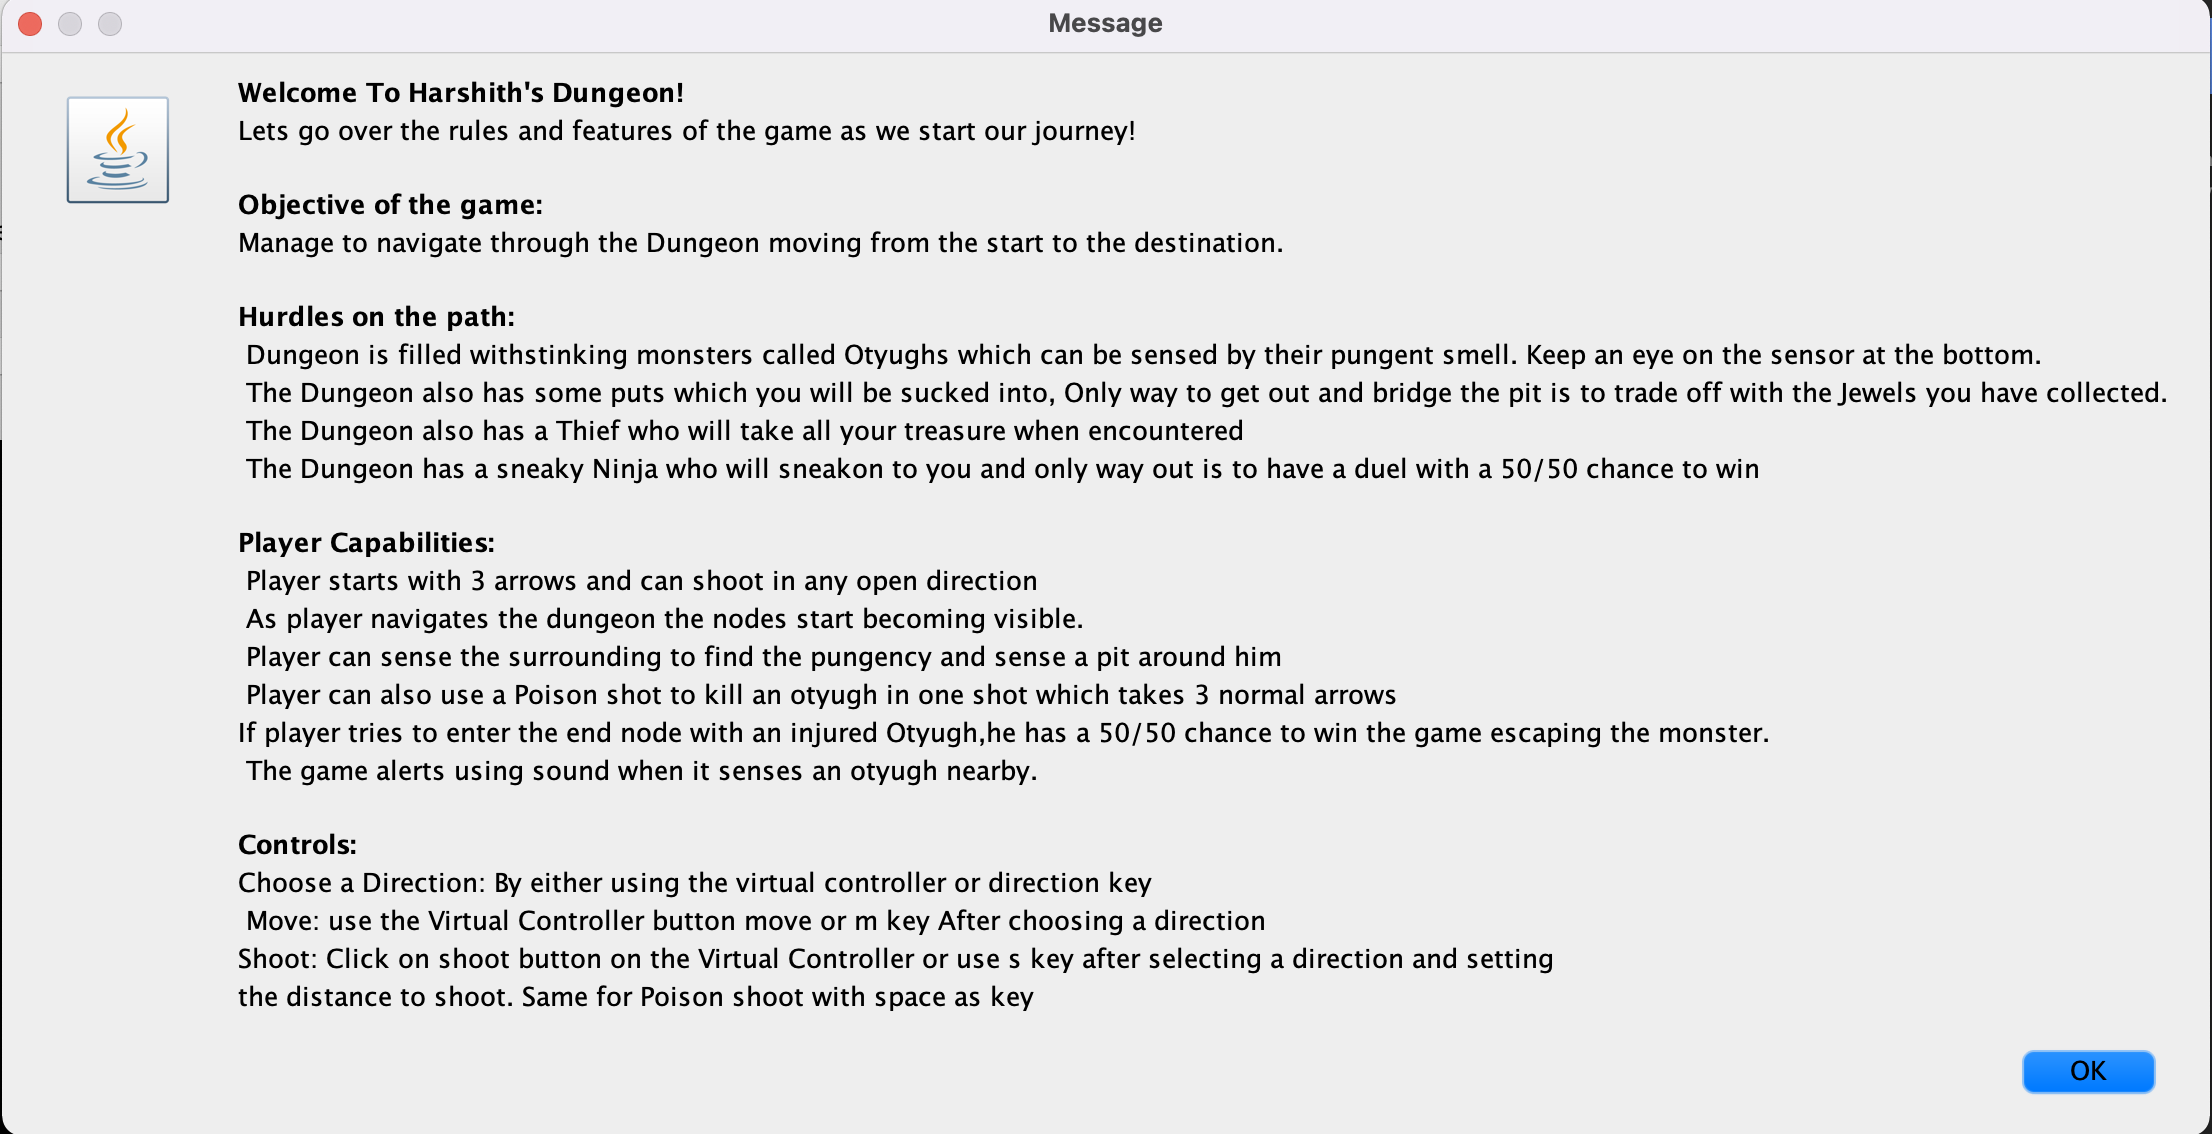 Message
Welcome To Harshith's Dungeon!
Lets go over the rules and features of the game as we start our journey!
Objective of the game:
Manage to navigate through the Dungeon moving from the start to the destination.
Hurdles on the path:
Dungeon is filled withstinking monsters called Otyughs which can be sensed by their pungent smell. Keep an eye on the sensor at the bottom.
The Dungeon also has some puts which you will be sucked into, Only way to get out and bridge the pit is to trade off with the Jewels you have collected.
The Dungeon also has a Thief who will take all your treasure when encountered
The Dungeon has a sneaky Ninja who will sneakon to you and only way out is to have a duel with a 50/50 chance to win
Player Capabilities:
Player starts with 3 arrows and can shoot in any open direction
As player navigates the dungeon the nodes start becoming visible.
Player can sense the surrounding to find the pungency and sense a pit around him
Player can also use a Poison shot to kill an otyugh in one shot which takes 3 normal arrows
If player tries to enter the end node with an injured Otyugh,he has a 50/50 chance to win the game escaping the monster.
The game alerts using sound when it senses an otyugh nearby.
Controls:
Choose a Direction: By either using the virtual controller or direction key
Move: use the Virtual Controller button move or m key After choosing a direction
Shoot: Click on shoot button on the Virtual Controller or use s key after selecting a direction and setting
the distance to shoot. Same for Poison shoot with space as key
OK